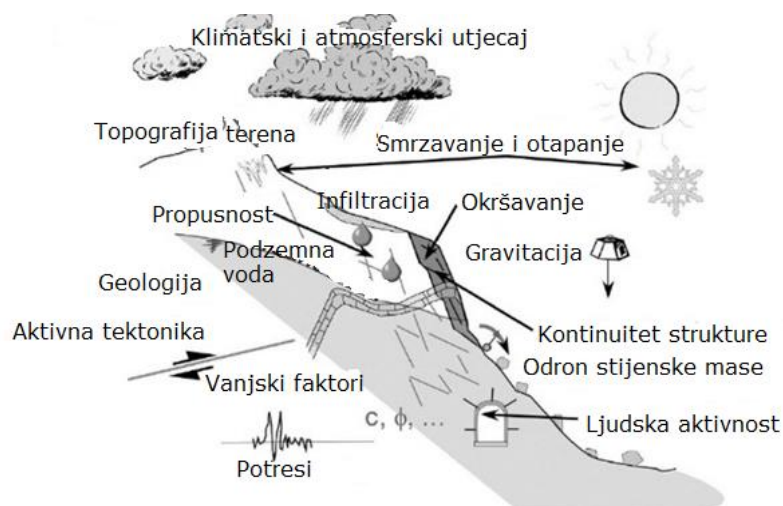 Klimatski i atmosferski utjecaj
Topografija terena
Smrzavanje i otapanje
Infiltracija
Okršavanje
Propusnost
Podzemna
voda
Gravitacija
Geologija
Aktivna tektonika
Kontinuitet strukture
Odron stijenske mase
Vanjski faktori
c, ϕ, ...
Ljudska aktivnost
Potresi